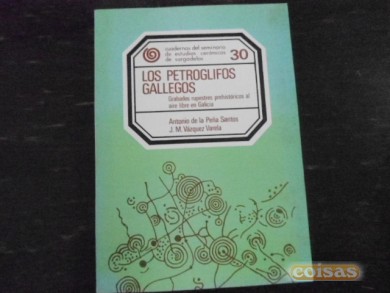 cuadernos del seminario
de estudios cerámicos
de sargadelos
30
LOS PETROGLIFOS
GALLEGOS
Grabados rupestres prehistóricos al
aire libre en Galicia
Antonio de la Peña Santos
J. M. Vázquez Varela
coisas